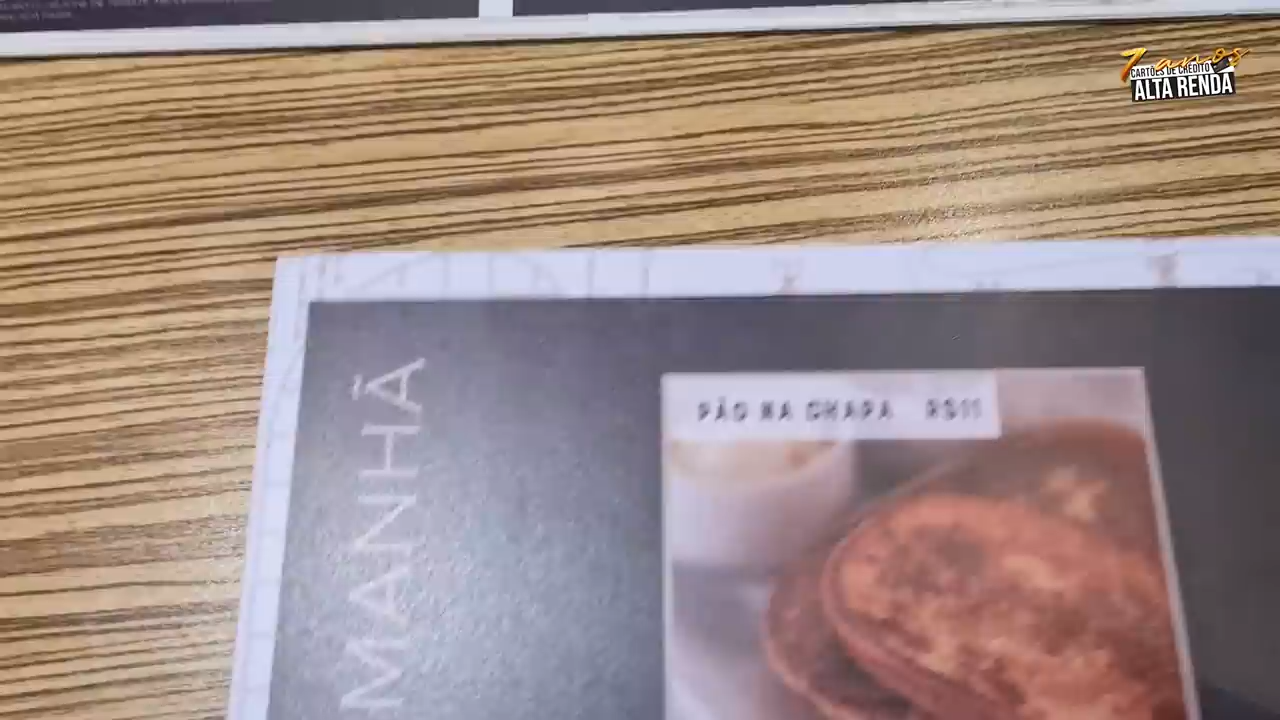 7 anos
CARTÕES DE CRÉDITO
ALTA RENDA
MANHÃ
PÃO NA CHAPA R$11